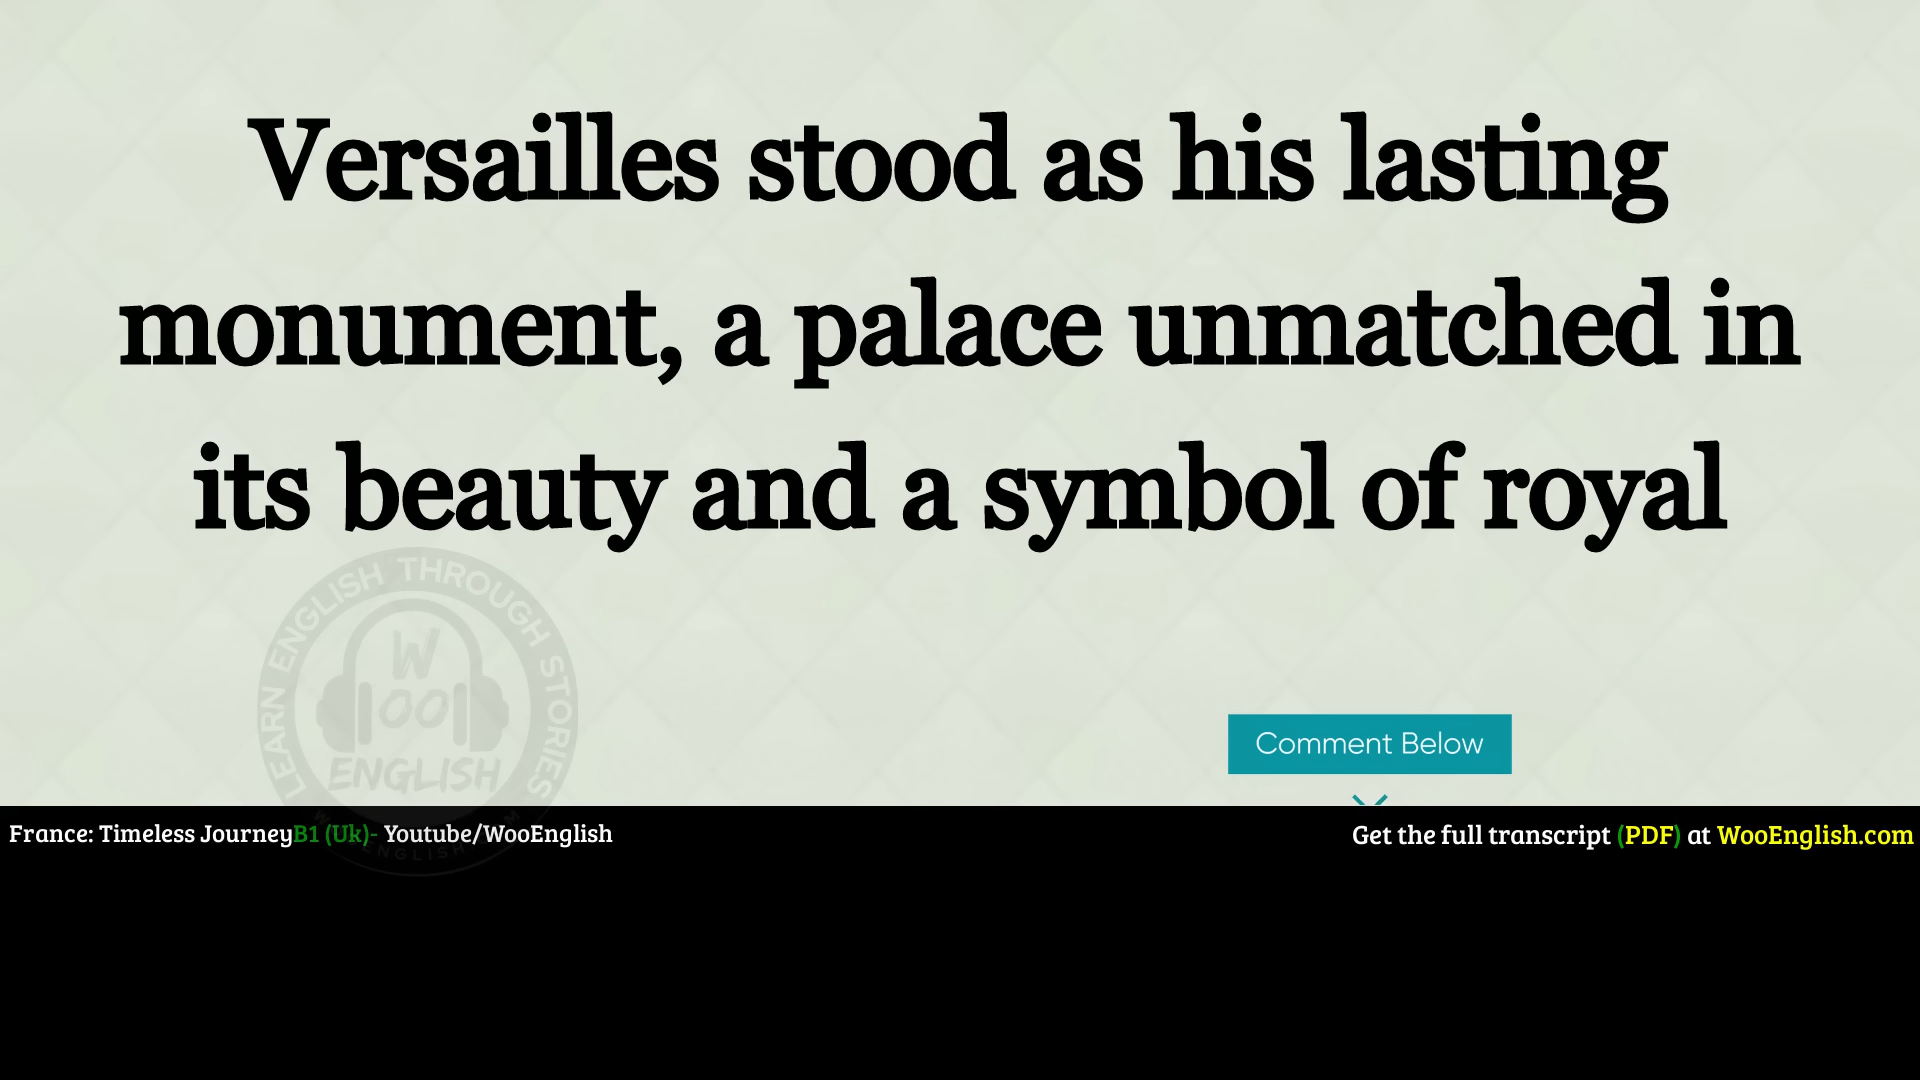 Versailles stood as his lasting
monument, a palace unmatched in
its beauty and a symbol of royal
LEARN ENGLISH THROUGH STORIES
W
OO
ENGLISH
Comment Below
France: Timeless JourneyB1 (Uk)- Youtube/WooEnglish
Get the full transcript (PDF) at WooEnglish.com